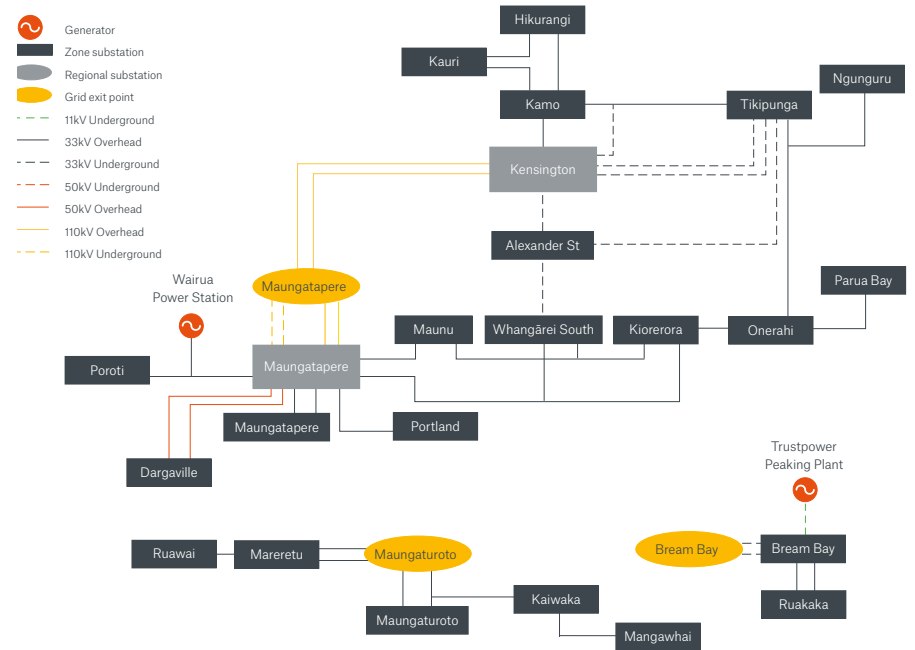 Generator
Zone substation
Regional substation
Grid exit point
11kV Underground
33kV Overhead
33kV Underground
50kV Underground
50kV Overhead
110kV Overhead
110kV Underground
Hikurangi
Kauri
Kamo
Tikipunga
Ngunguru
Kensington
Alexander St
Wairua
Power Station
Maungatapere
Parua Bay
Maunu
Whangārei South
Kiorerora
Onerahi
Poroti
Maungatapere
Maungatapere
Portland
Dargaville
Trustpower
Peaking Plant
Ruawai
Mareretu
Maungaturoto
Bream Bay
Bream Bay
Kaiwaka
Ruakaka
Maungaturoto
Mangawhai